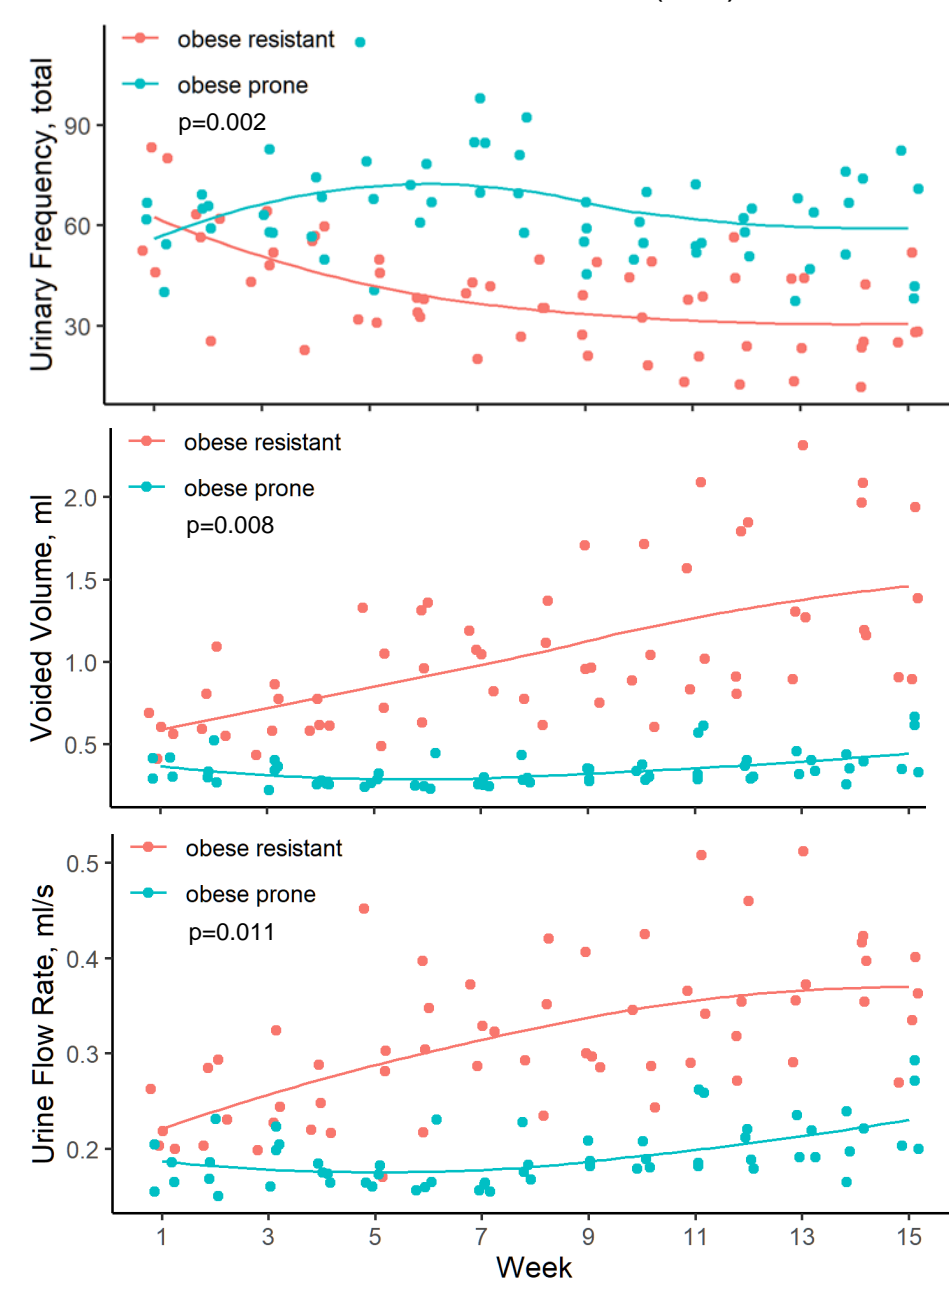 obese resistant
obese prone
p=0.002
Urinary Frequency, total
90
60
30
obese resistant
obese prone
p=0.008
Voided Volume, ml
2.0
1.5
1.0
0.5
obese resistant
obese prone
p=0.011
Urine Flow Rate, ml/s
0.5
0.4
0.3
0.2
1 3 5 7 9 11 13 15
Week